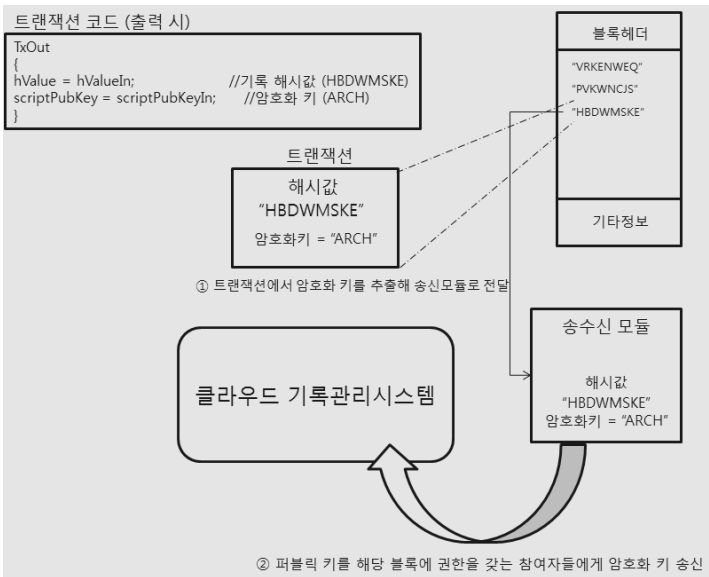 트랜잭션 코드 (출력 시)
TxOut
{
hValue = hValueIn; //기록 해시값 (HBDWMSKE)
scriptPubKey = scriptPubKeyIn; //암호화 키 (ARCH)
}
블록헤더
"VRKENWEQ"
"PVKWNCJS"
"HBDWMSKE"
기타정보
트랜잭션
해시값
"HBDWMSKE"
암호화키 = "ARCH"
① 트랜잭션에서 암호화 키를 추출해 송신모듈로 전달
송수신 모듈
해시값
"HBDWMSKE"
암호화키 = "ARCH"
클라우드 기록관리시스템
② 퍼블릭 키를 해당 블록에 권한을 갖는 참여자들에게 암호화 키 송신